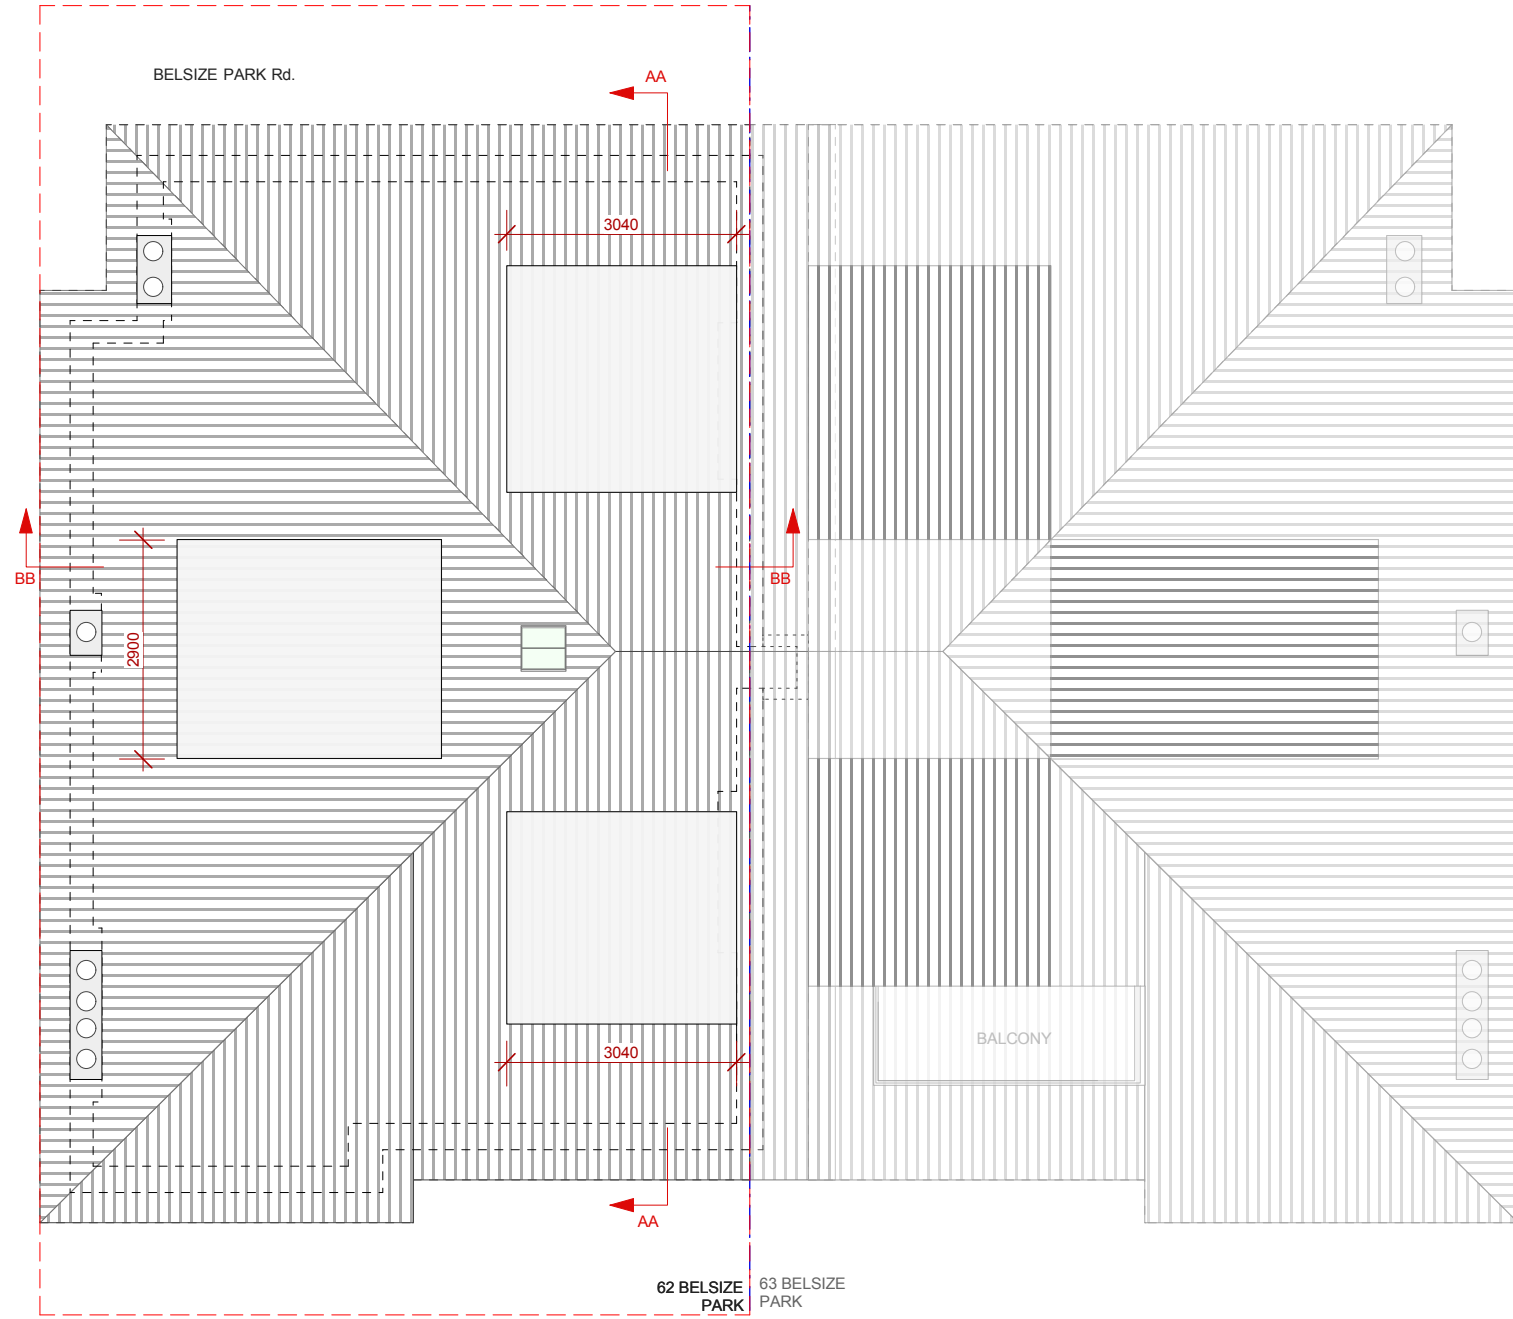 BELSIZE PARK Rd.
AA
3040
BB
BB
2900
BALCONY
3040
AA
62 BELSIZE
PARK
63 BELSIZE
PARK